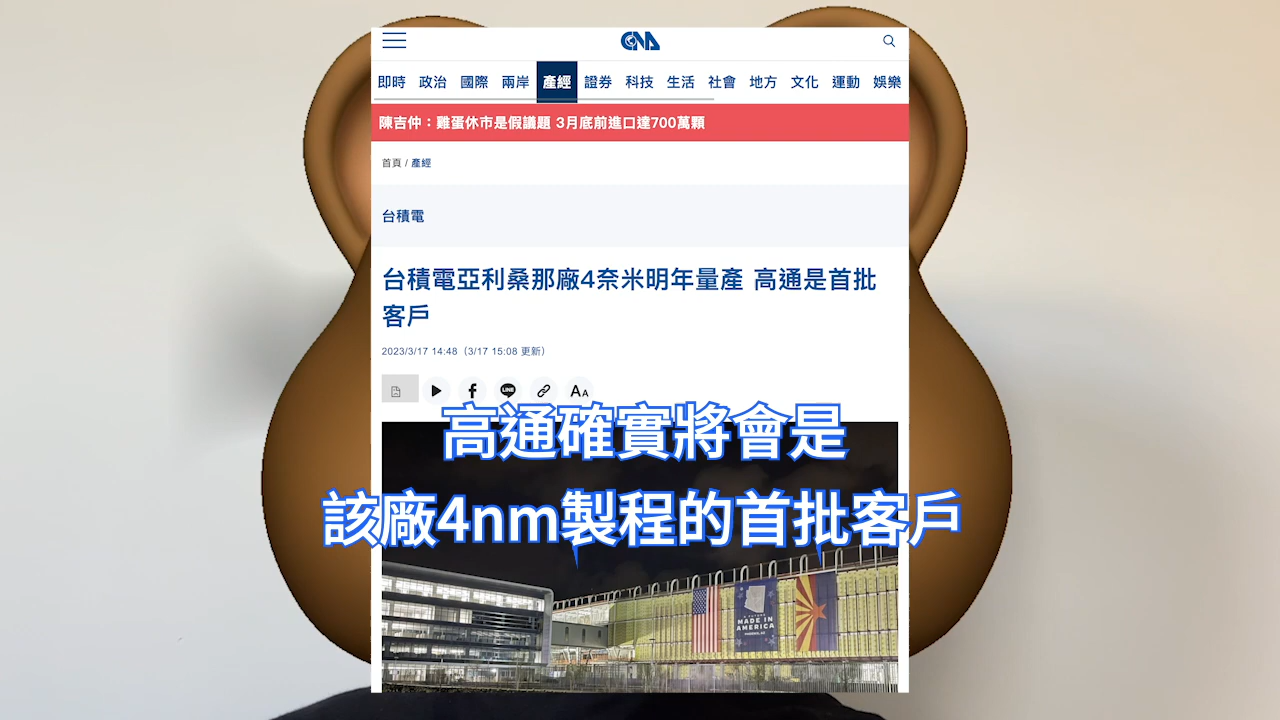 CNA
即時 政治 國際 兩岸 產經 證券 科技 生活 社會 地方 文化 運動 娛樂
陳吉仲：雞蛋休市是假議題 3月底前進口達700萬顆
首頁 / 產經
台積電
台積電亞利桑那廠4奈米明年量產 高通是首批
客戶
2023/3/17 14:48（3/17 15:08 更新）
LINE
AA
高通確實將會是
該廠4nm製程的首批客戶
A FUTURE
MADE IN
AMERICA
PHOENIX, AZ